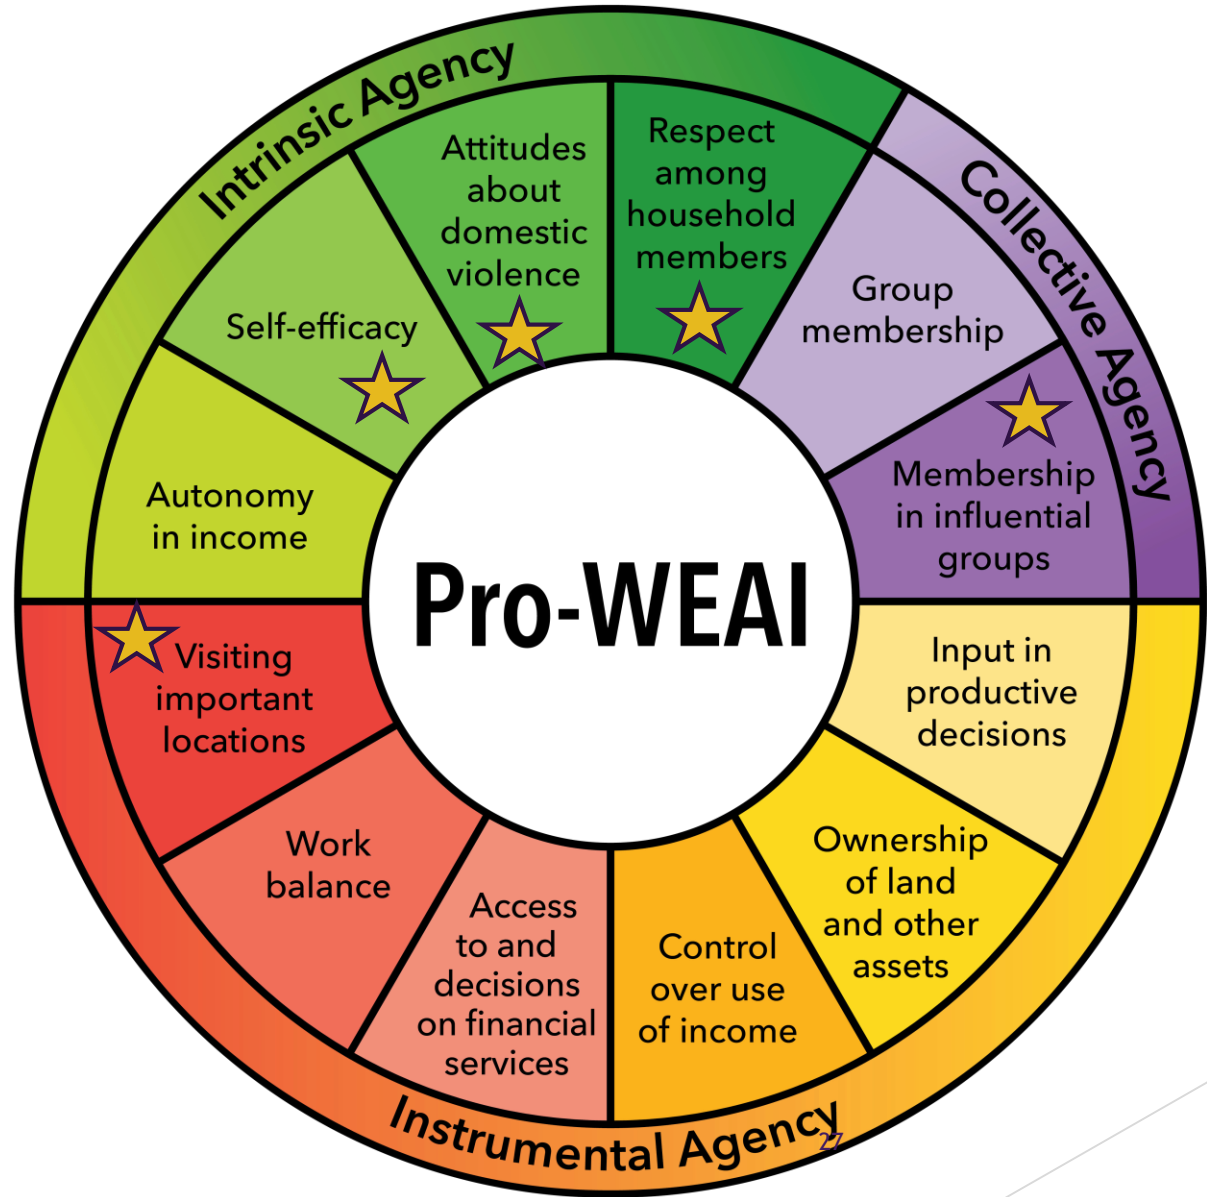 Intrinsic Agency
Attitudes
about
domestic
violence
Respect
among
household
members
Collective Agency
Group
membership
Self-efficacy
Membership
in influential
groups
Autonomy
in income
Pro-WEAI
Visiting
important
locations
Input in
productive
decisions
Work
balance
Ownership
of land
and other
assets
Access
to and
decisions
on financial
services
Control
over use
of income
Instrumental Agency
27